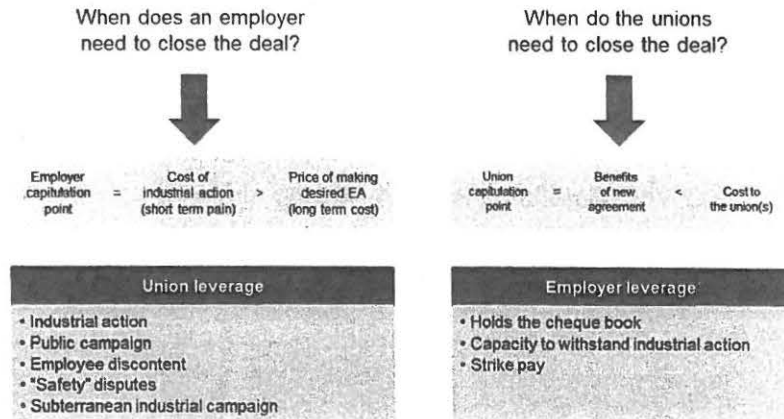 When does an employer
need to close the deal?
Employer
capitulation
point
=
Cost of
industrial action
(short term pain)
>
Price of making
desired EA
(long term cost)
Union leverage
• Industrial action
• Public campaign
• Employee discontent
• "Safety" disputes
• Subterranean industrial campaign
When do the unions
need to close the deal?
Union
capitulation
point
=
Benefits
of new
agreement
<
Cost to
the union(s)
Employer leverage
• Holds the cheque book
• Capacity to withstand industrial action
• Strike pay